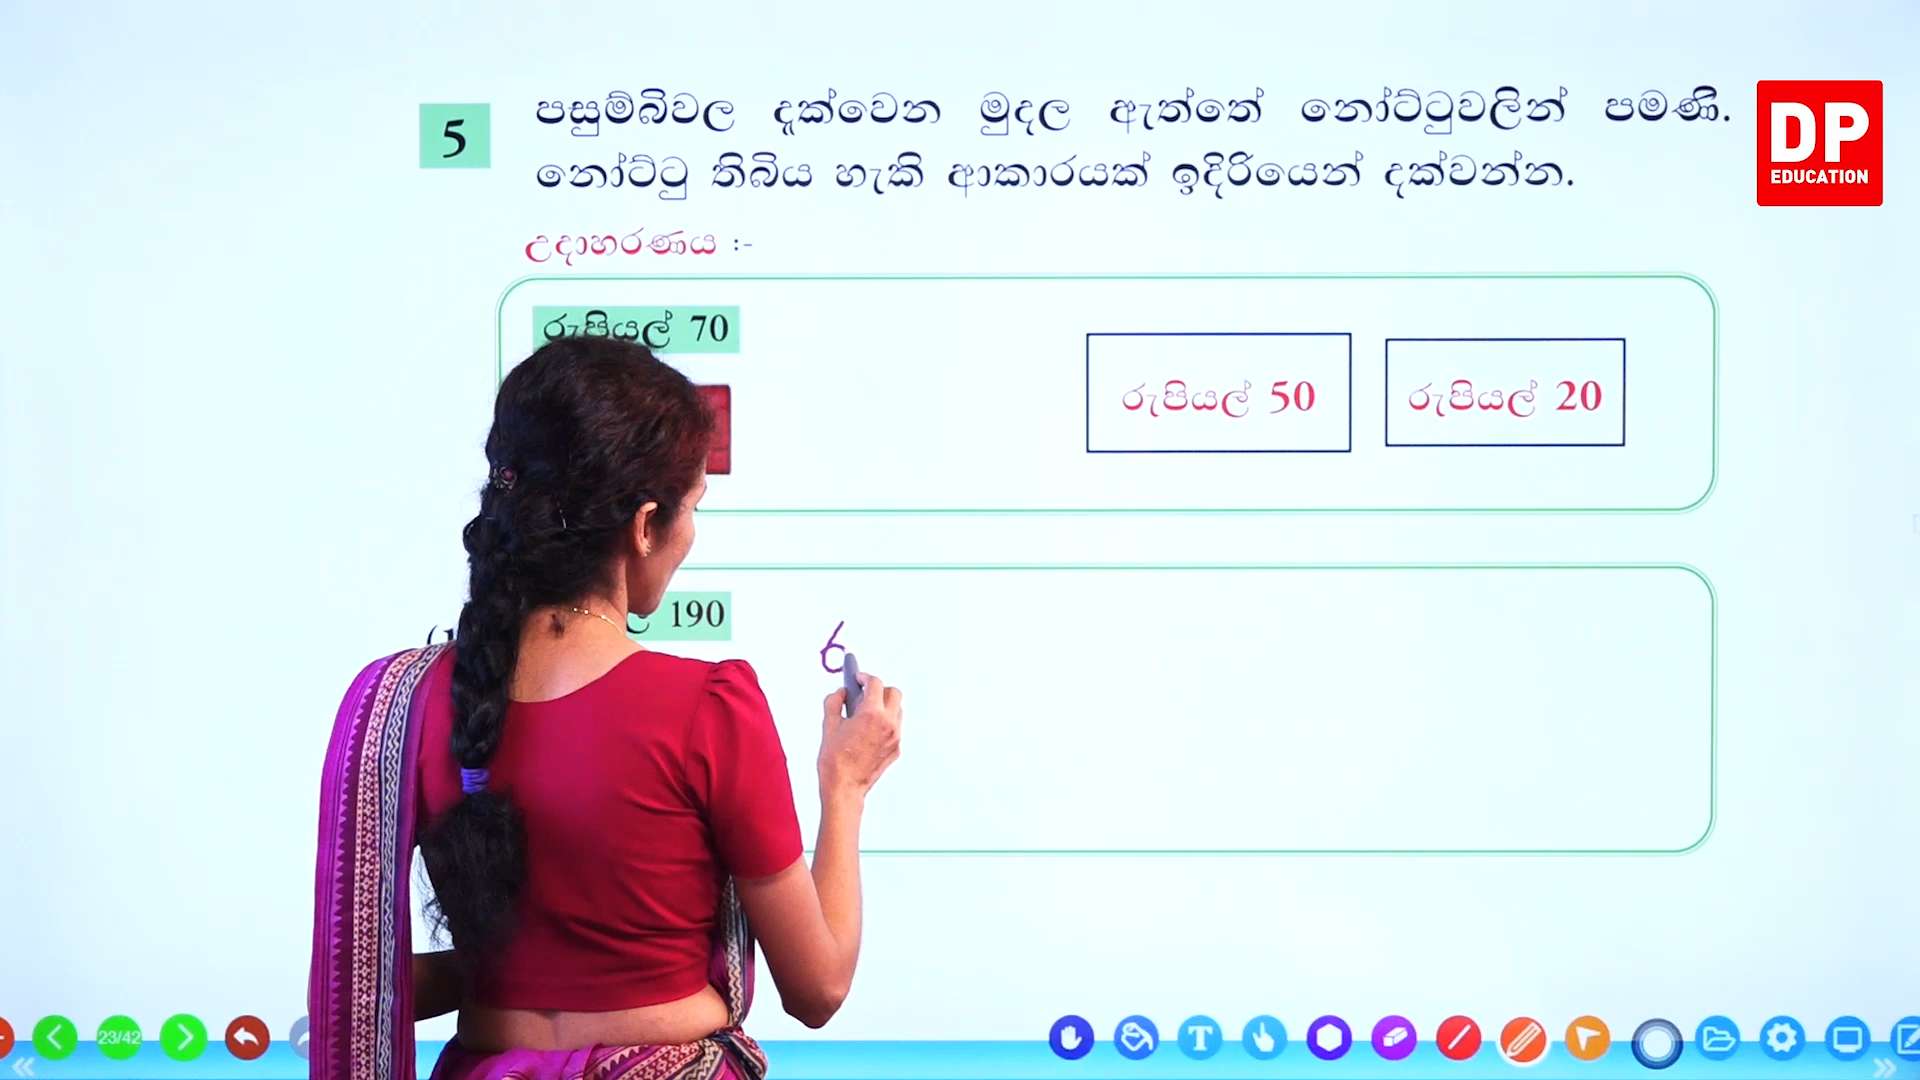 5 පසුම්බිවල දැක්වෙන මුදල ඇත්තේ නෝට්ටුවලින් පමණි.
නෝට්ටු තිබිය හැකි ආකාරයක් ඉදිරියෙන් දක්වන්න.
DP
EDUCATION
උදාහරණය :-
රුපියල් 70
රුපියල් 50
රුපියල් 20
190
ර
23/42